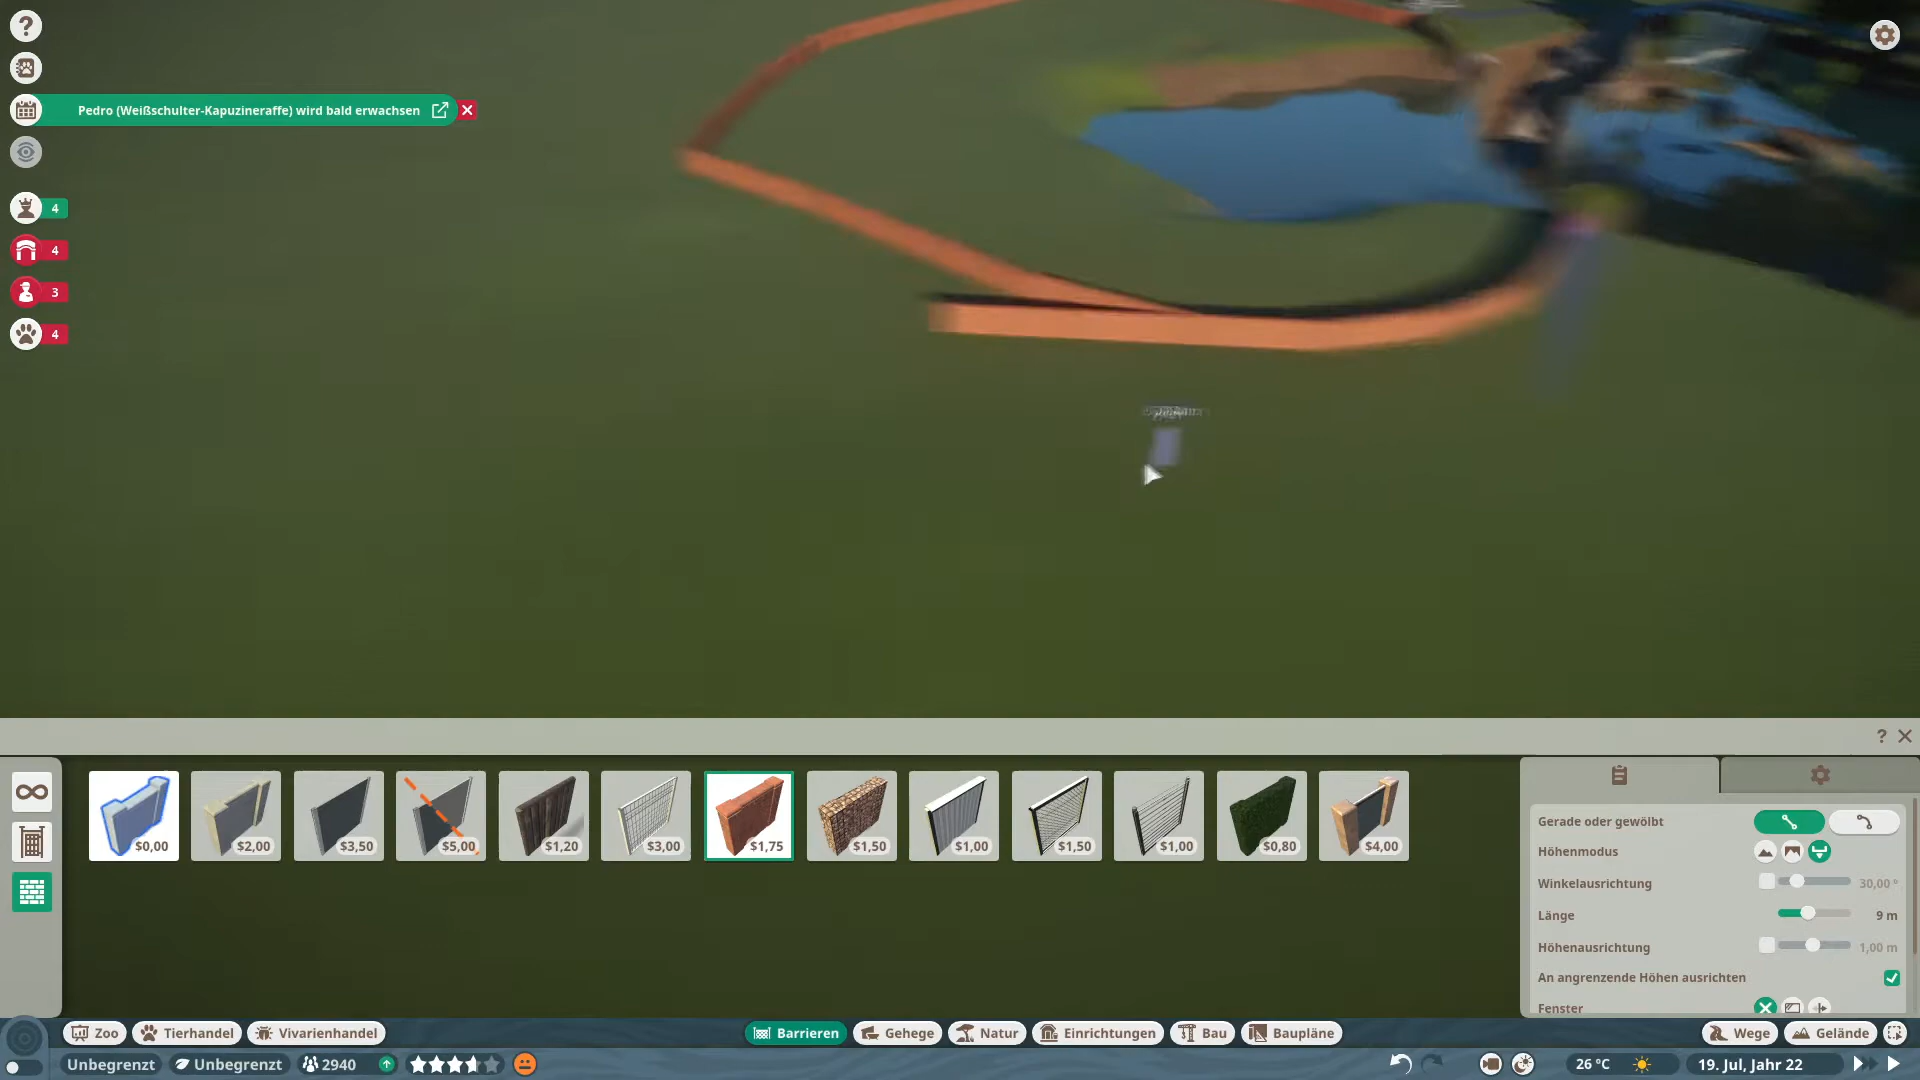 ?
Pedro (Weißschulter-Kapuzineraffe) wird bald erwachsen
4
4
3
4
?
$0,00
$2,00
$3,50
$5,00
$1,20
$3,00
$1,75
$1,50
$1,00
$1,50
$1,00
$0,80
$4,00
Gerade oder gewölbt
Höhenmodus
Winkelausrichtung 30,00 °
Länge 9 m
Höhenausrichtung 1,00 m
An angrenzende Höhen ausrichten
Fenster
Zoo Tierhandel Vivarienhandel Barrieren Gehege Natur Einrichtungen Bau Baupläne Wege Gelände
Unbegrenzt Unbegrenzt 2940 26 °C 19. Jul, Jahr 22